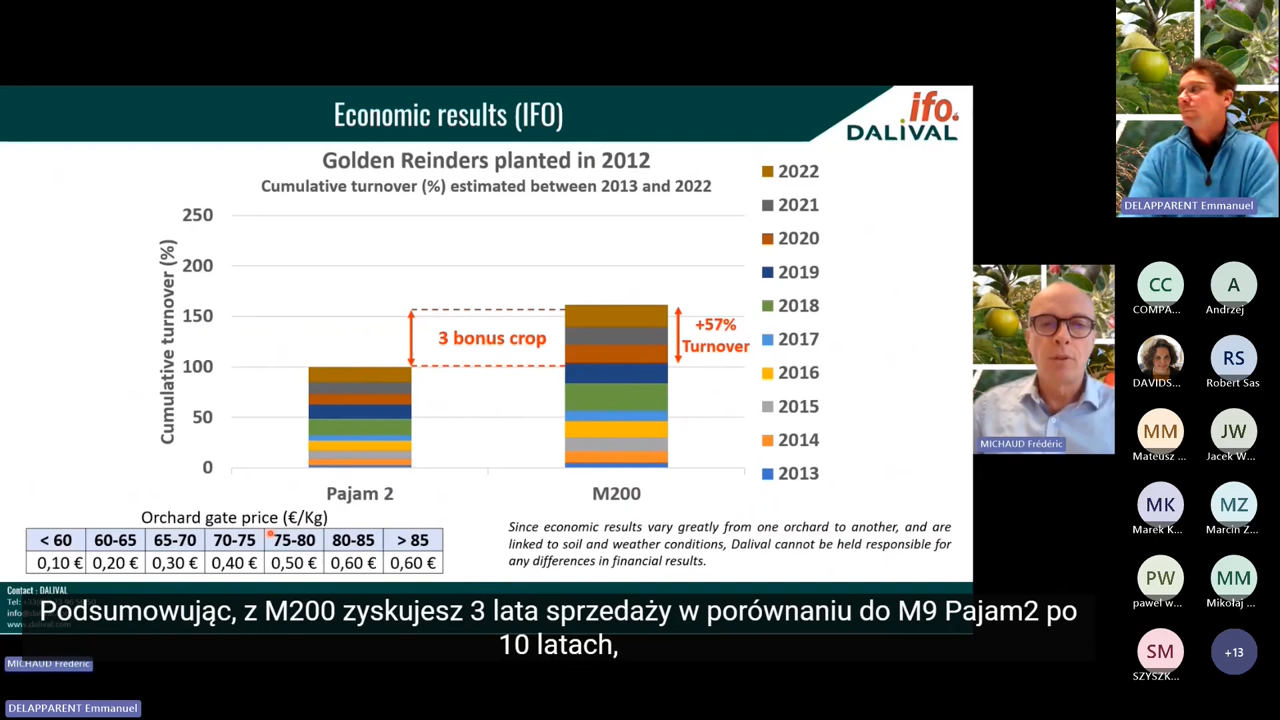 Economic results (IFO)
ifo.
DALIVAL
Golden Reinders planted in 2012
Cumulative turnover (%) estimated between 2013 and 2022
Cumulative turnover (%)
250
200
150
100
50
0
3 bonus crop
+57%
Turnover
Pajam 2
M200
2022
2021
2020
2019
2018
2017
2016
2015
2014
2013
Orchard gate price (€/Kg)
< 60 60-65 65-70 70-75 75-80 80-85 > 85
0,10 € 0,20 € 0,30 € 0,40 € 0,50 € 0,60 € 0,60 €
Since economic results vary greatly from one orchard to another, and are
linked to soil and weather conditions, Dalival cannot be held responsible for
any differences in financial results.
Contact : DALIVAL
Podsumowując, z M200 zyskujesz 3 lata sprzedaży w porównaniu do M9 Pajam2 po
10 latach,
MICHAUD Frédéric
DELAPPARENT Emmanuel
DELAPPARENT Emmanuel
MICHAUD Frédéric
CC
COMPA...
A
Andrzej
DAVIDS...
RS
Robert Sas
MM
Mateusz ...
JW
Jacek W...
MK
Marek K...
MZ
Marcin Z...
PW
pawel w...
MM
Mikołaj ...
SM
SZYSZK...
+13